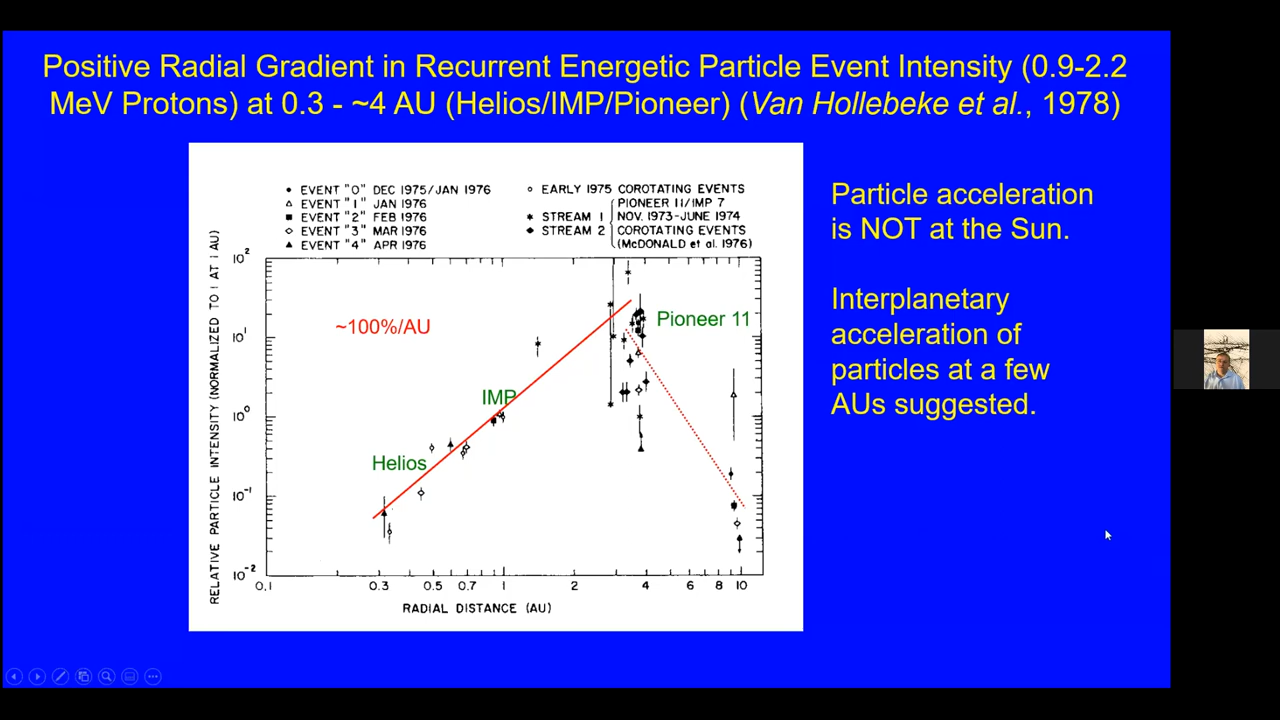 Positive Radial Gradient in Recurrent Energetic Particle Event Intensity (0.9-2.2
MeV Protons) at 0.3 - ~4 AU (Helios/IMP/Pioneer) (Van Hollebeke et al., 1978)
EVENT "0" DEC 1975/JAN 1976
EVENT "1" JAN 1976
EVENT "2" FEB 1976
EVENT "3" MAR 1976
EVENT "4" APR 1976
EARLY 1975 COROTATING EVENTS
PIONEER 11/IMP 7
STREAM 1 NOV. 1973-JUNE 1974
STREAM 2 COROTATING EVENTS
(McDONALD et al. 1976)
RELATIVE PARTICLE INTENSITY (NORMALIZED TO 1 AT 1 AU)
10²
10¹
10⁰
10⁻¹
10⁻²
~100%/AU
Pioneer 11
IMP
Helios
0.1 0.3 0.5 0.7 1 2 4 6 8 10
RADIAL DISTANCE (AU)
Particle acceleration
is NOT at the Sun.
Interplanetary
acceleration of
particles at a few
AUs suggested.